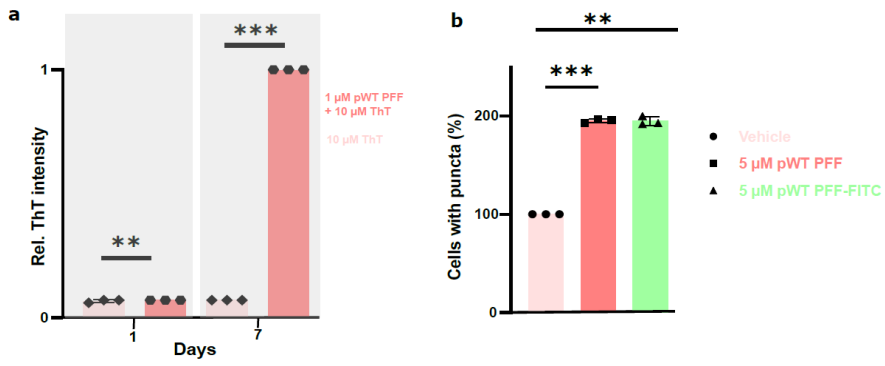 a
***
1
1 µM pWT PFF
+ 10 µM ThT
10 µM ThT
Rel. ThT intensity
**
0
1
7
Days
b
**
***
200
100
0
Cells with puncta (%)
Vehicle
5 µM pWT PFF
5 µM pWT PFF-FITC